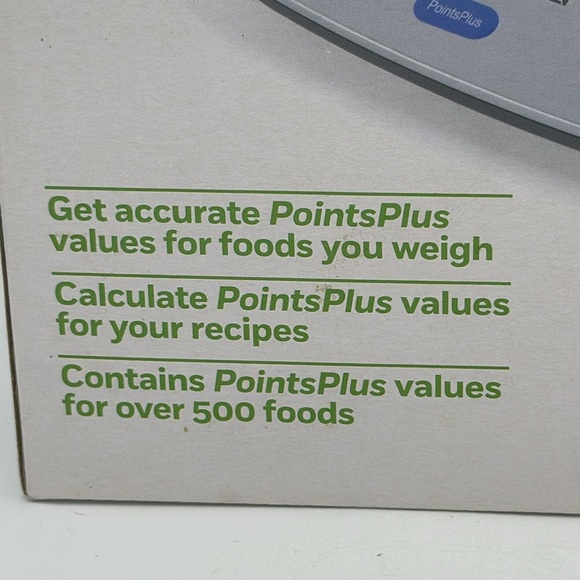 PointsPlus
Get accurate PointsPlus
values for foods you weigh
Calculate PointsPlus values
for your recipes
Contains PointsPlus values
for over 500 foods